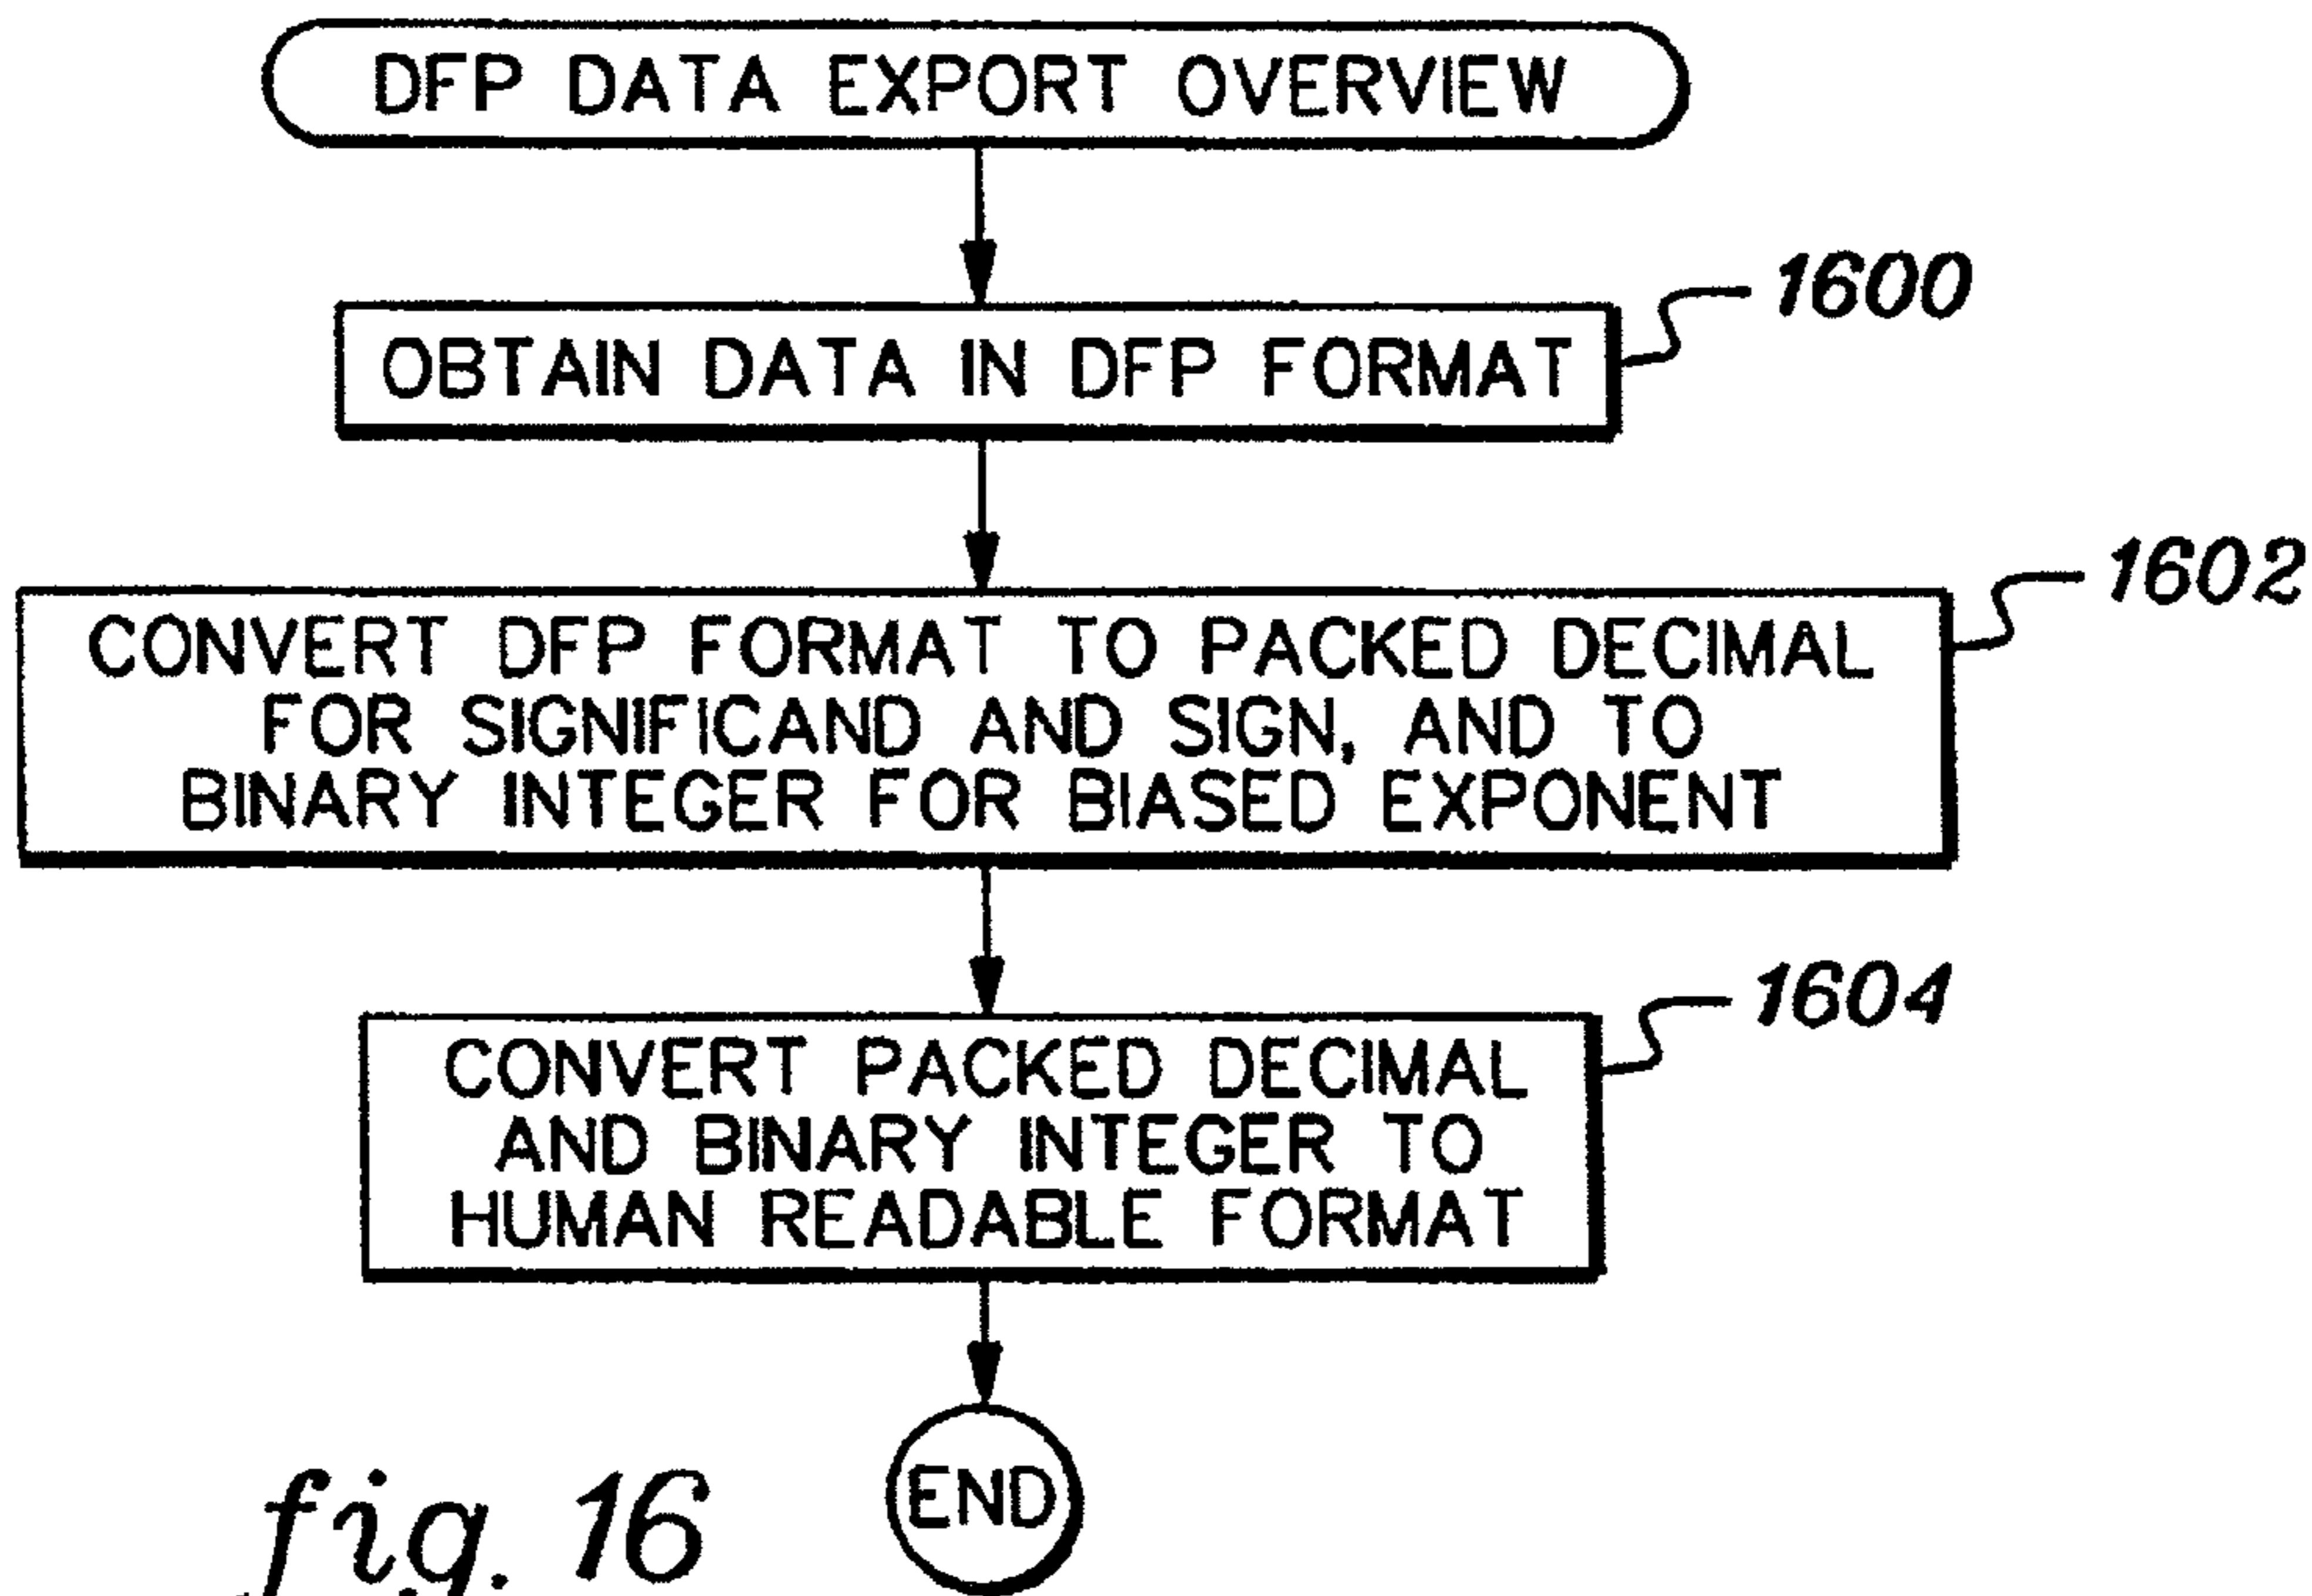 DFP DATA EXPORT OVERVIEW
1600
OBTAIN DATA IN DFP FORMAT
1602
CONVERT DFP FORMAT TO PACKED DECIMAL
FOR SIGNIFICAND AND SIGN, AND TO
BINARY INTEGER FOR BIASED EXPONENT
1604
CONVERT PACKED DECIMAL
AND BINARY INTEGER TO
HUMAN READABLE FORMAT
END
fig. 16